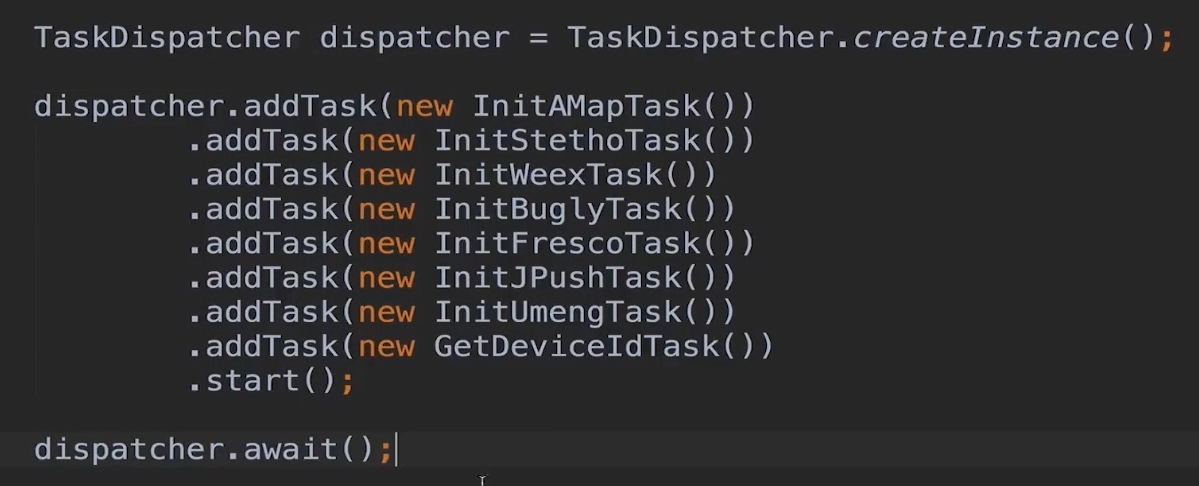 TaskDispatcher dispatcher = TaskDispatcher.createInstance();
dispatcher.addTask(new InitAMapTask())
.addTask(new InitStethoTask())
.addTask(new InitWeexTask())
.addTask(new InitBuglyTask())
.addTask(new InitFrescoTask())
.addTask(new InitJPushTask())
.addTask(new InitUmengTask())
.addTask(new GetDeviceIdTask())
.start();
dispatcher.await();